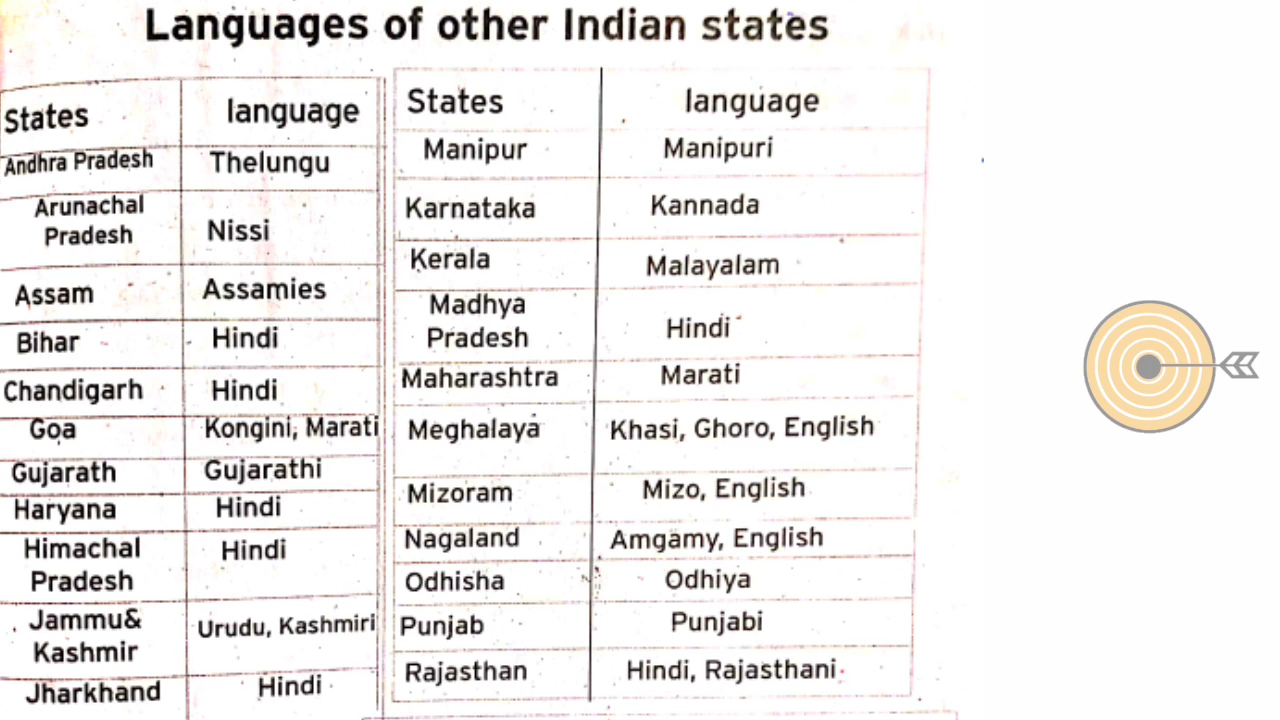 Languages of other Indian states
States language
Andhra Pradesh Thelungu
Arunachal
Pradesh Nissi
Assam Assamies
Bihar Hindi
Chandigarh Hindi
Goa Kongini, Marati
Gujarath Gujarathi
Haryana Hindi
Himachal Hindi
Pradesh
Jammu& Urudu, Kashmiri
Kashmir
Jharkhand Hindi
States language
Manipur Manipuri
Karnataka Kannada
Kerala Malayalam
Madhya
Pradesh Hindi
Maharashtra Marati
Meghalaya Khasi, Ghoro, English
Mizoram Mizo, English
Nagaland Amgamy, English
Odhisha Odhiya
Punjab Punjabi
Rajasthan Hindi, Rajasthani